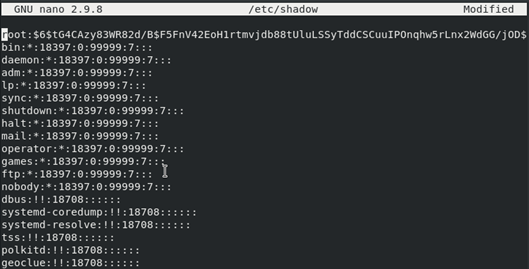 GNU nano 2.9.8 /etc/shadow Modified
root:$6$tG4CAzy83WR82d/B$F5FnV42EoH1rtmvjdb88tUluLSSyTddCSCuuIPOnqhw5rLnx2WdGG/jOD$
bin:*:18397:0:99999:7:::
daemon:*:18397:0:99999:7:::
adm:*:18397:0:99999:7:::
lp:*:18397:0:99999:7:::
sync:*:18397:0:99999:7:::
shutdown:*:18397:0:99999:7:::
halt:*:18397:0:99999:7:::
mail:*:18397:0:99999:7:::
operator:*:18397:0:99999:7:::
games:*:18397:0:99999:7:::
ftp:*:18397:0:99999:7:::
nobody:*:18397:0:99999:7:::
dbus:!!:18708::::::
systemd-coredump:!!:18708::::::
systemd-resolve:!!:18708::::::
tss:!!:18708::::::
polkitd:!!:18708::::::
geoclue:!!:18708::::::